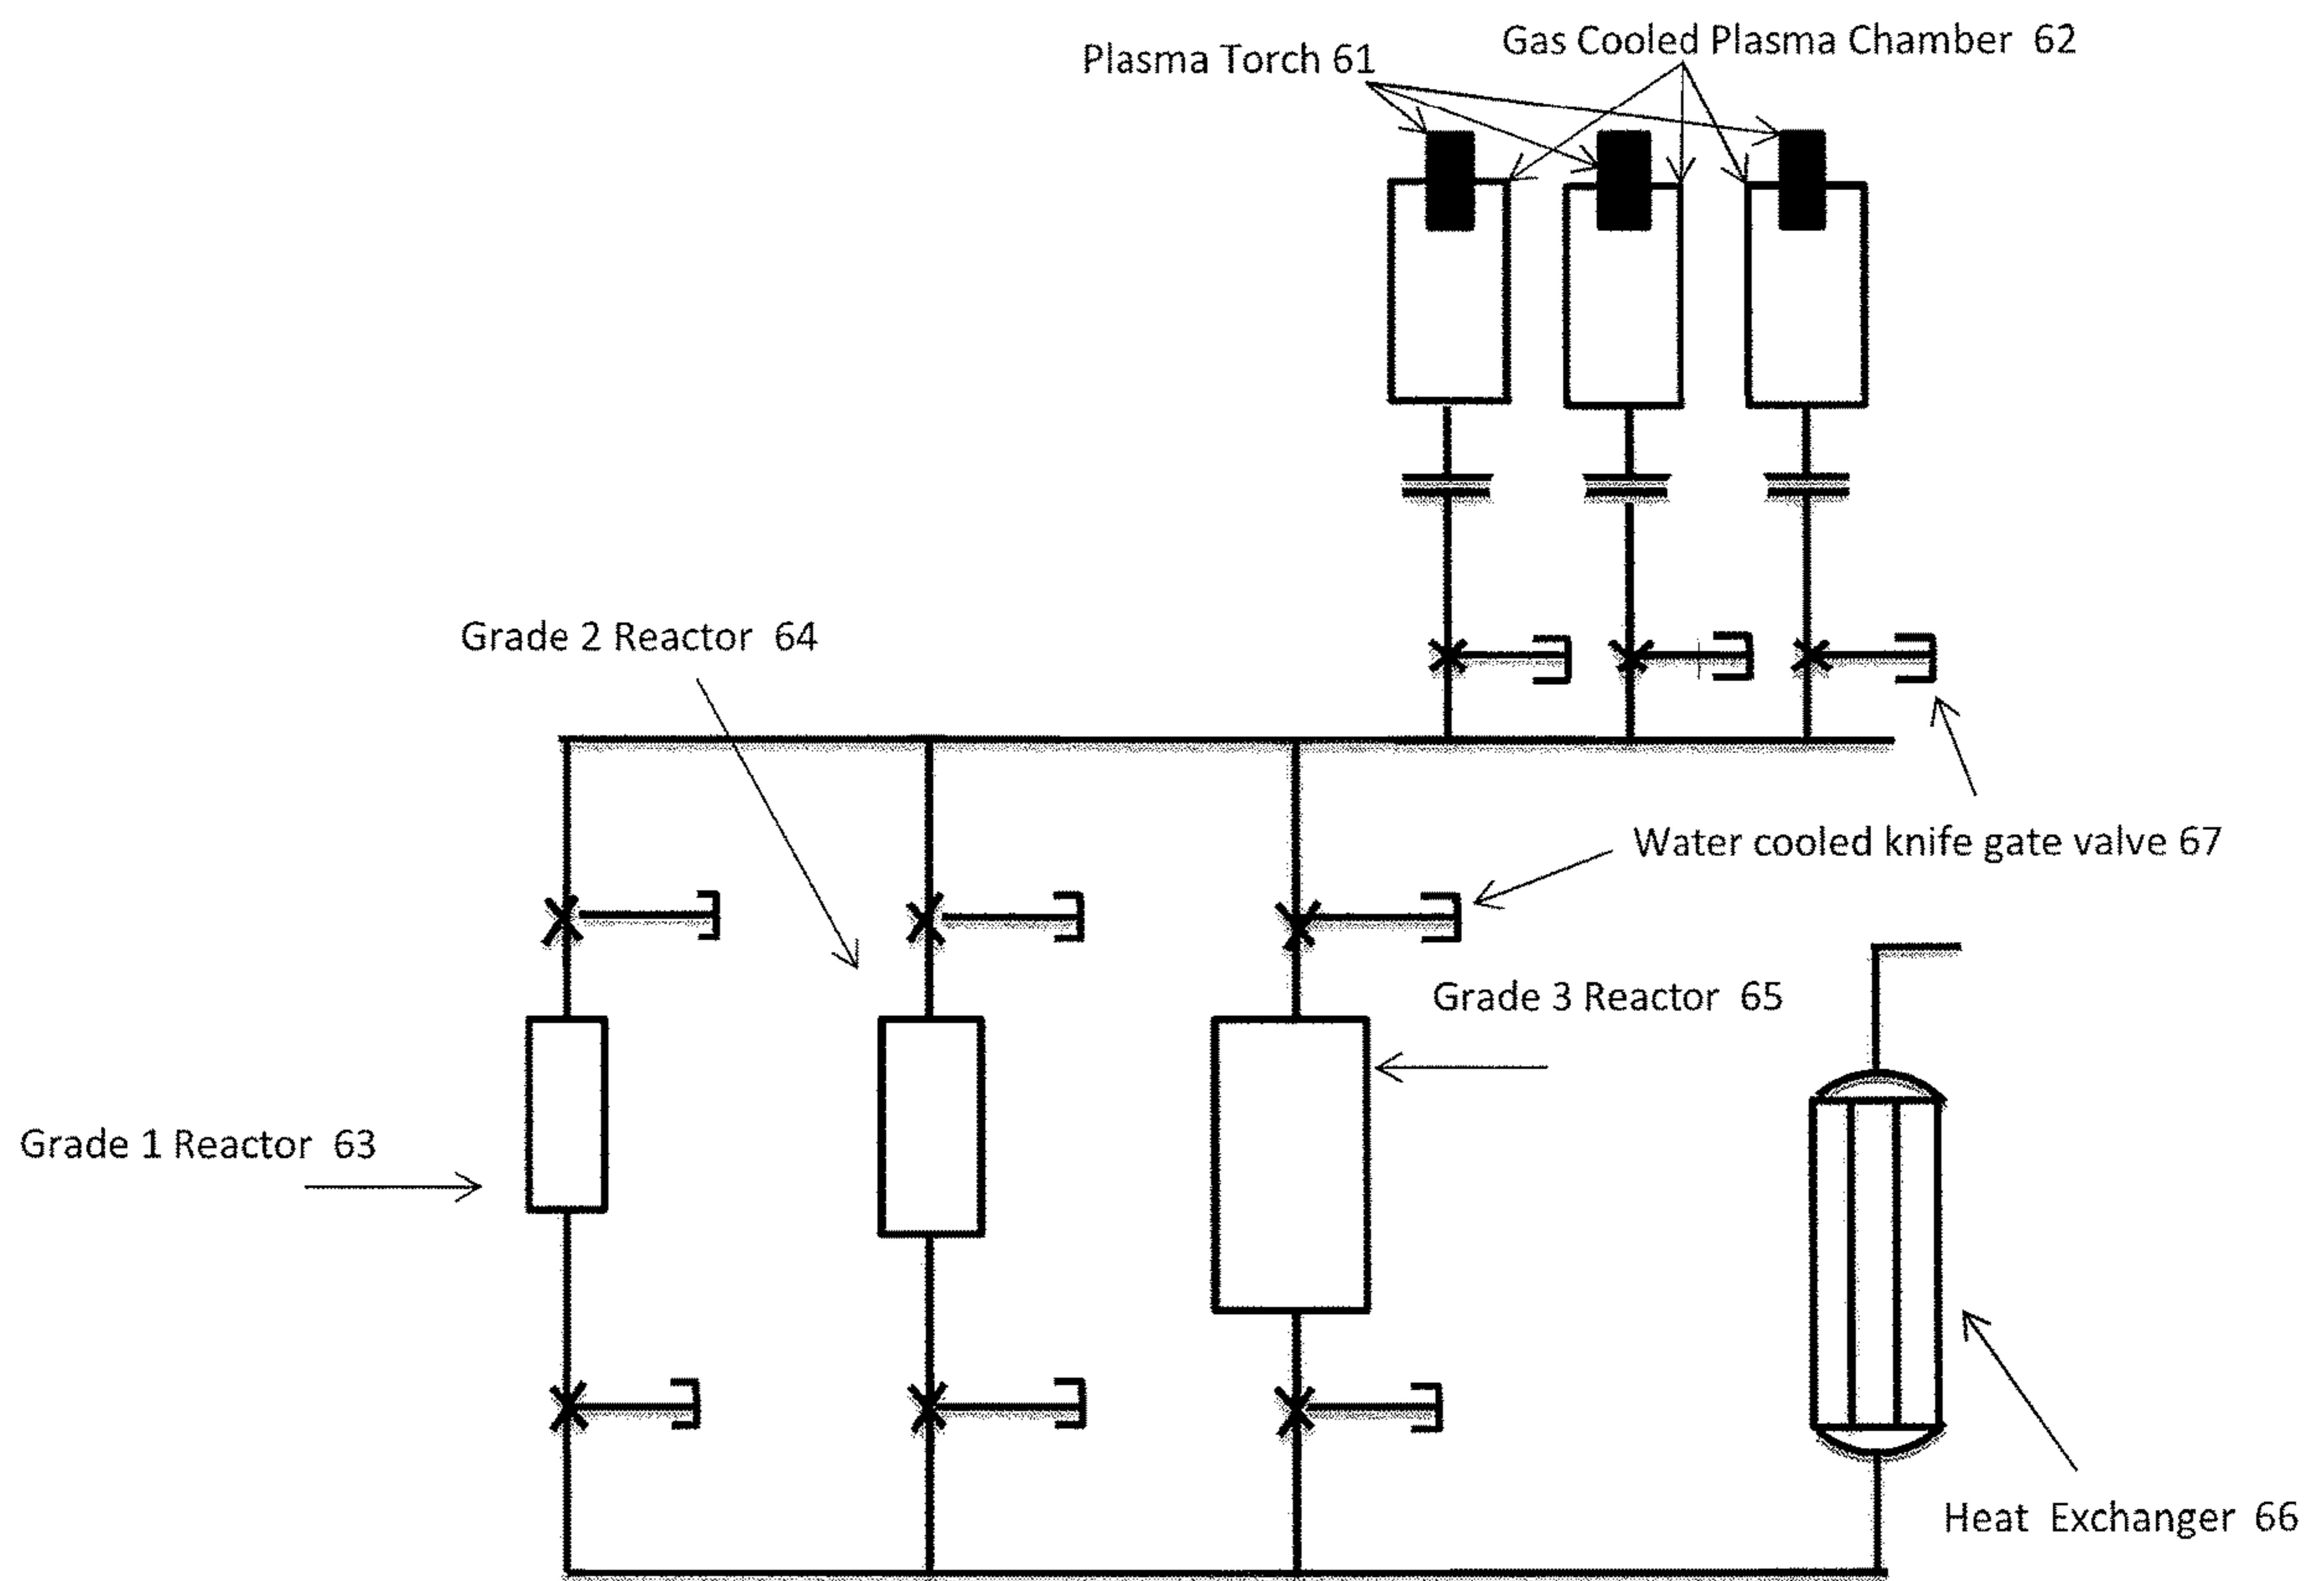 Gas Cooled Plasma Chamber 62
Plasma Torch 61
Grade 2 Reactor 64
Water cooled knife gate valve 67
Grade 3 Reactor 65
Grade 1 Reactor 63
Heat Exchanger 66